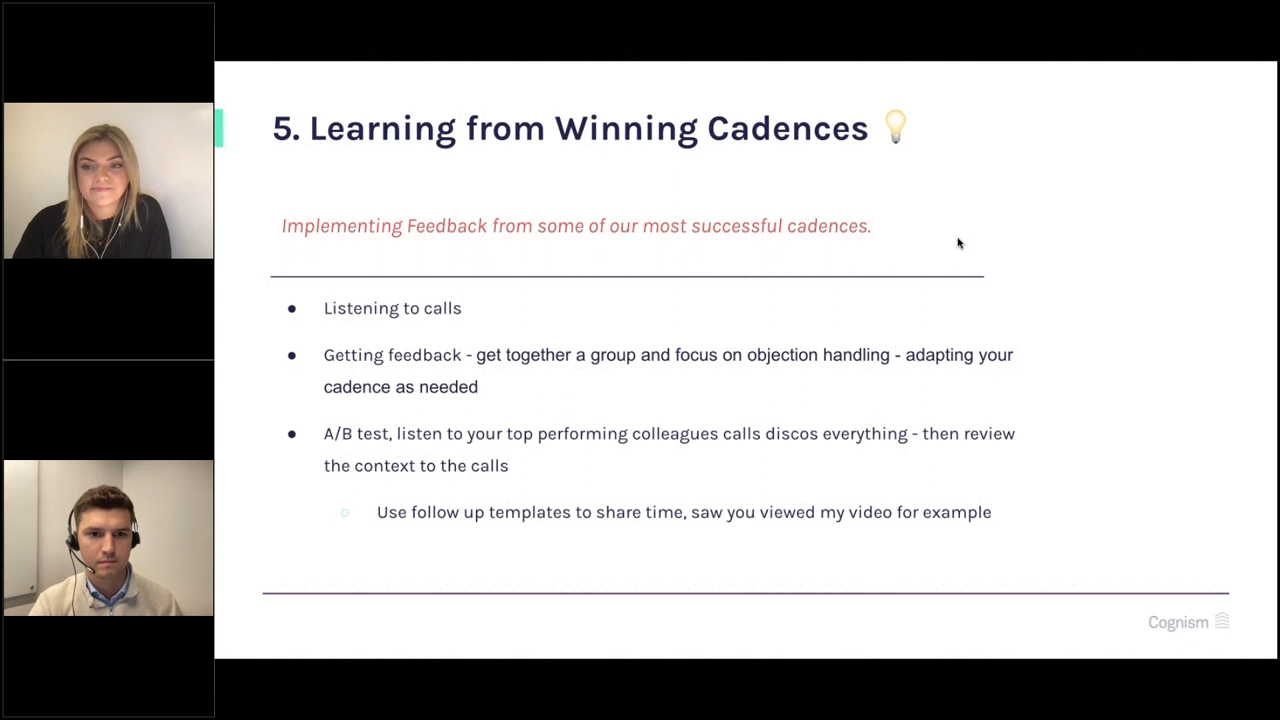 5. Learning from Winning Cadences
Implementing Feedback from some of our most successful cadences.
● Listening to calls
● Getting feedback - get together a group and focus on objection handling - adapting your
cadence as needed
● A/B test, listen to your top performing colleagues calls discos everything - then review
the context to the calls
○ Use follow up templates to share time, saw you viewed my video for example
Cognism